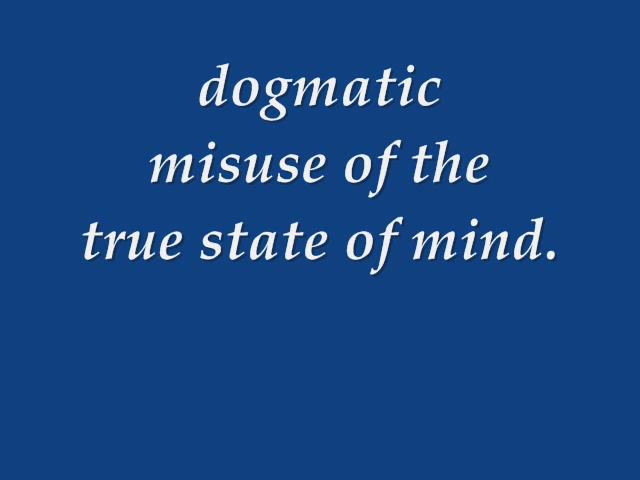 dogmatic
misuse of the
true state of mind.